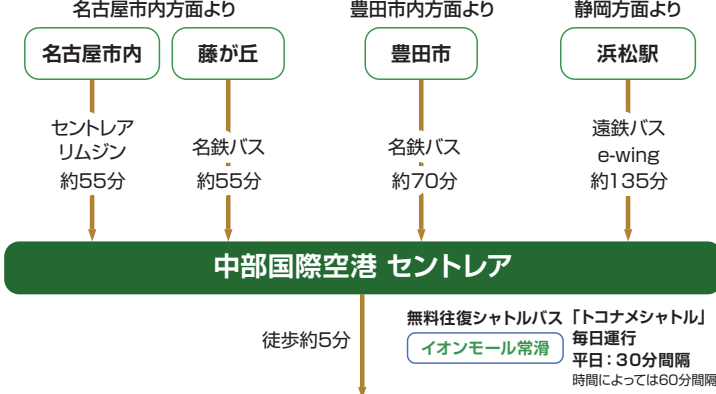 名古屋市内方面より
豊田市内方面より
静岡方面より
名古屋市内
藤が丘
豊田市
浜松駅
セントレア
リムジン
約55分
名鉄バス
約55分
名鉄バス
約70分
遠鉄バス
e-wing
約135分
中部国際空港 セントレア
徒歩約5分
無料往復シャトルバス
イオンモール常滑
「トコナメシャトル」
毎日運行
平日：30分間隔
時間によっては60分間隔